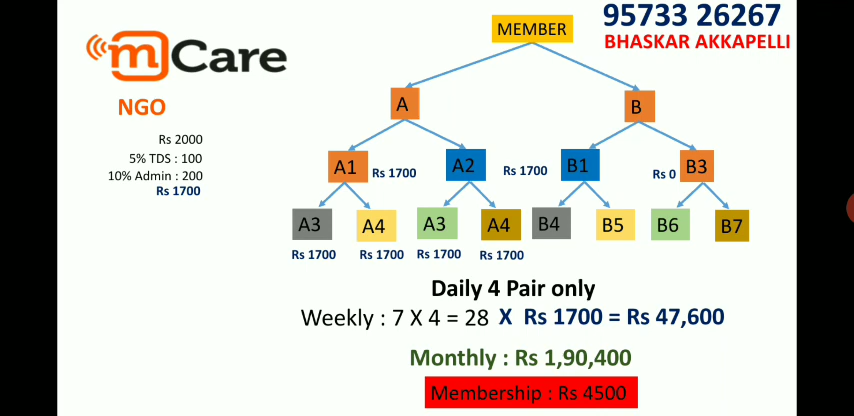 95733 26267
BHASKAR AKKAPELLI
mCare
NGO
Rs 2000
5% TDS : 100
10% Admin : 200
Rs 1700
MEMBER
A B
A1 Rs 1700 A2 Rs 1700 B1 Rs 0 B3
A3 A4 A3 A4 B4 B5 B6 B7
Rs 1700 Rs 1700 Rs 1700 Rs 1700
Daily 4 Pair only
Weekly : 7 X 4 = 28 X Rs 1700 = Rs 47,600
Monthly : Rs 1,90,400
Membership : Rs 4500